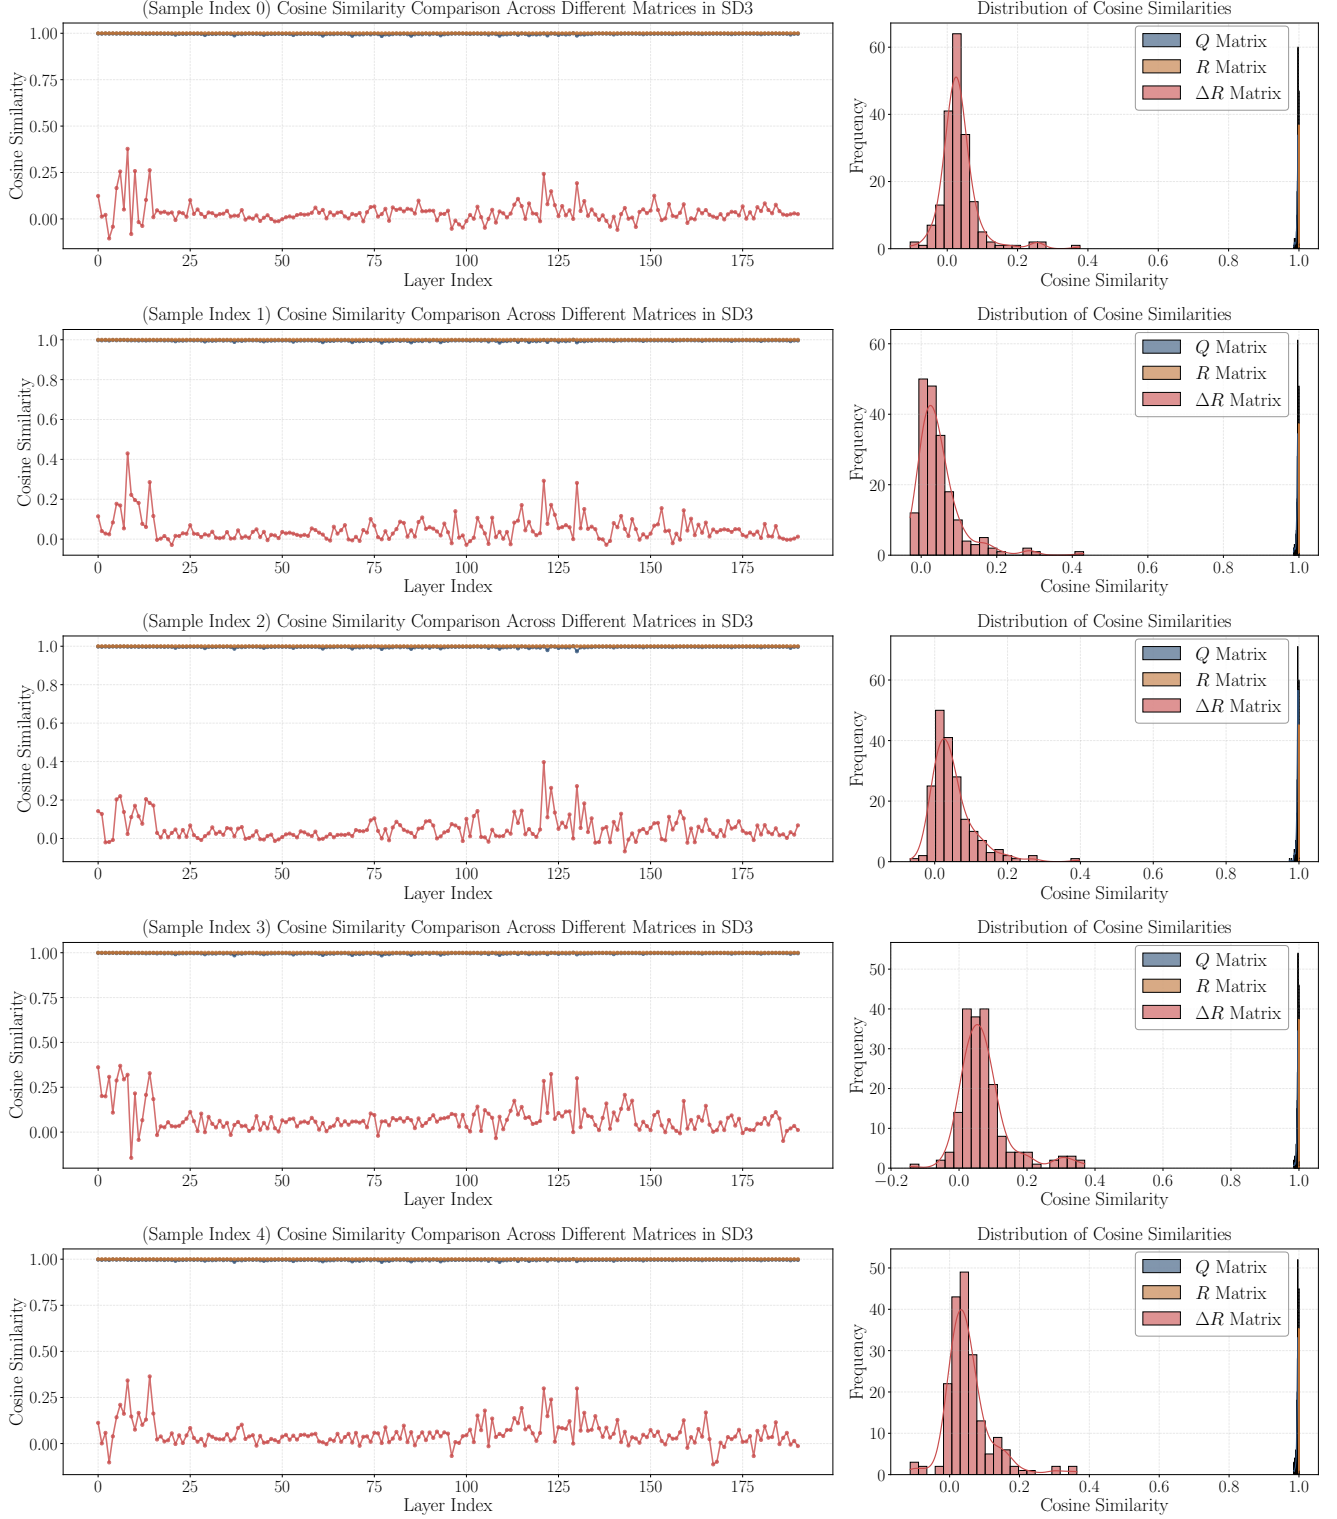 (Sample Index 0) Cosine Similarity Comparison Across Different Matrices in SD3
Cosine Similarity
1.00
0.75
0.50
0.25
0.00
0
25
50
75
100
125
150
175
Layer Index
Distribution of Cosine Similarities
Frequency
60
40
20
0
Q Matrix
R Matrix
ΔR Matrix
0.0
0.2
0.4
0.6
0.8
1.0
Cosine Similarity
(Sample Index 1) Cosine Similarity Comparison Across Different Matrices in SD3
Cosine Similarity
1.0
0.8
0.6
0.4
0.2
0.0
0
25
50
75
100
125
150
175
Layer Index
Distribution of Cosine Similarities
Frequency
60
40
20
0
Q Matrix
R Matrix
ΔR Matrix
0.0
0.2
0.4
0.6
0.8
1.0
Cosine Similarity
(Sample Index 2) Cosine Similarity Comparison Across Different Matrices in SD3
Cosine Similarity
1.0
0.8
0.6
0.4
0.2
0.0
0
25
50
75
100
125
150
175
Layer Index
Distribution of Cosine Similarities
Frequency
60
40
20
0
Q Matrix
R Matrix
ΔR Matrix
0.0
0.2
0.4
0.6
0.8
1.0
Cosine Similarity
(Sample Index 3) Cosine Similarity Comparison Across Different Matrices in SD3
Cosine Similarity
1.00
0.75
0.50
0.25
0.00
0
25
50
75
100
125
150
175
Layer Index
Distribution of Cosine Similarities
Frequency
50
40
30
20
10
0
Q Matrix
R Matrix
ΔR Matrix
−0.2
0.0
0.2
0.4
0.6
0.8
1.0
Cosine Similarity
(Sample Index 4) Cosine Similarity Comparison Across Different Matrices in SD3
Cosine Similarity
1.00
0.75
0.50
0.25
0.00
0
25
50
75
100
125
150
175
Layer Index
Distribution of Cosine Similarities
Frequency
50
40
30
20
10
0
Q Matrix
R Matrix
ΔR Matrix
0.0
0.2
0.4
0.6
0.8
1.0
Cosine Similarity